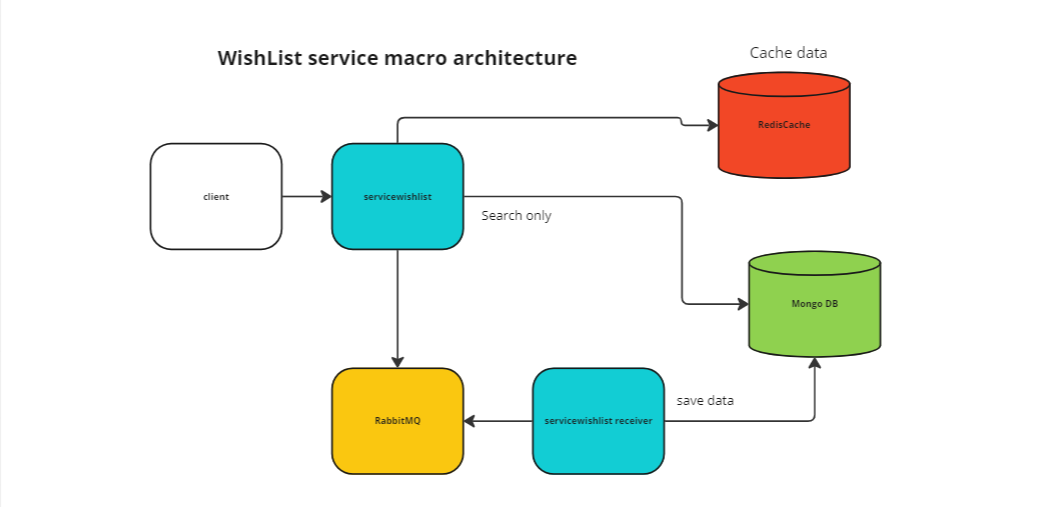 WishList service macro architecture
Cache data
RedisCache
client
servicewishlist
Search only
Mongo DB
save data
RabbitMQ
servicewishlist receiver